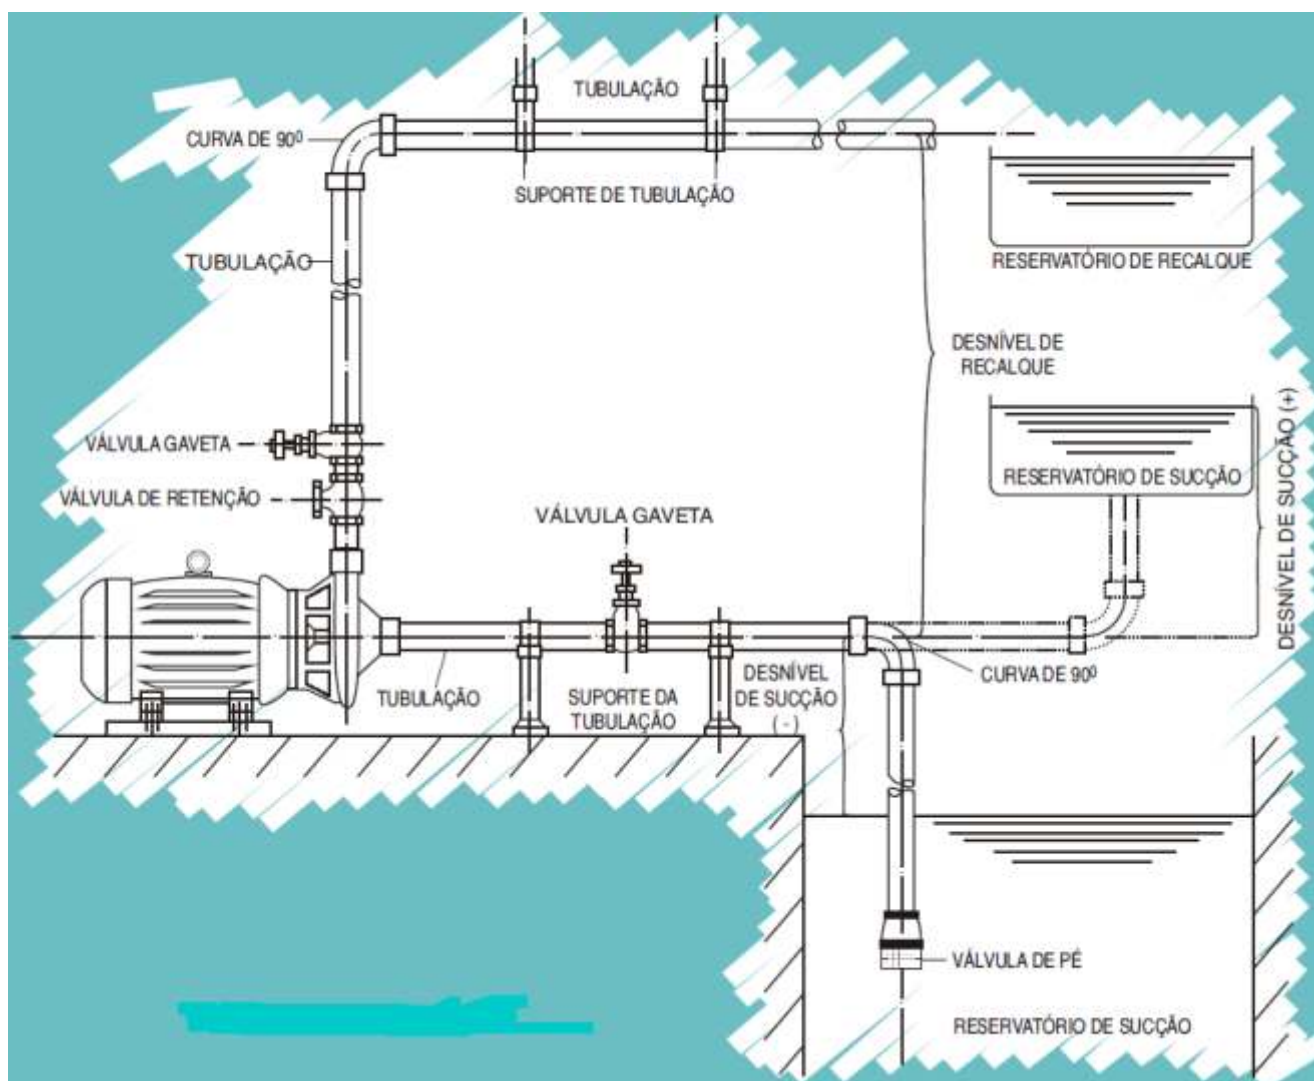 TUBULAÇÃO
CURVA DE 90º
SUPORTE DE TUBULAÇÃO
TUBULAÇÃO
RESERVATÓRIO DE RECALQUE
DESNÍVEL DE
RECALQUE
VÁLVULA GAVETA
VÁLVULA DE RETENÇÃO
RESERVATÓRIO DE SUCÇÃO
DESNÍVEL DE SUCÇÃO (+)
VÁLVULA GAVETA
TUBULAÇÃO
SUPORTE DA
TUBULAÇÃO
DESNÍVEL
DE SUCÇÃO
( - )
CURVA DE 90º
VÁLVULA DE PÉ
RESERVATÓRIO DE SUCÇÃO